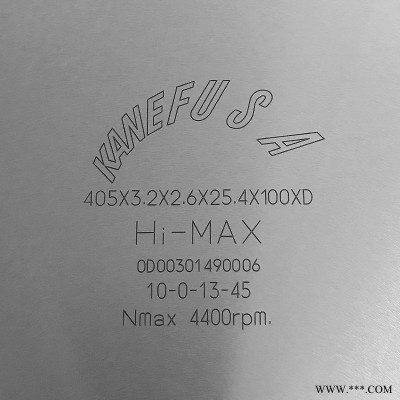 KANEFUSA
405X3.2X2.6X25.4X100XD
Hi-MAX
0D00301490006
10-0-13-45
Nmax 4400rpm.
www.***.COM